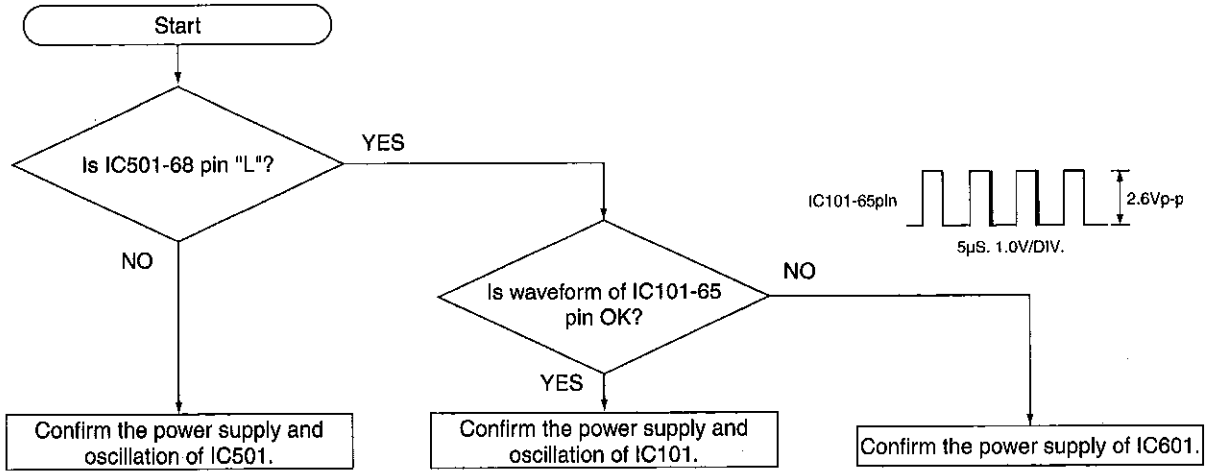 Start
Is IC501-68 pin "L"?
YES
NO
IC101-65pin
2.6Vp-p
5µS. 1.0V/DIV.
Is waveform of IC101-65
pin OK?
NO
YES
Confirm the power supply and
oscillation of IC501.
Confirm the power supply and
oscillation of IC101.
Confirm the power supply of IC601.